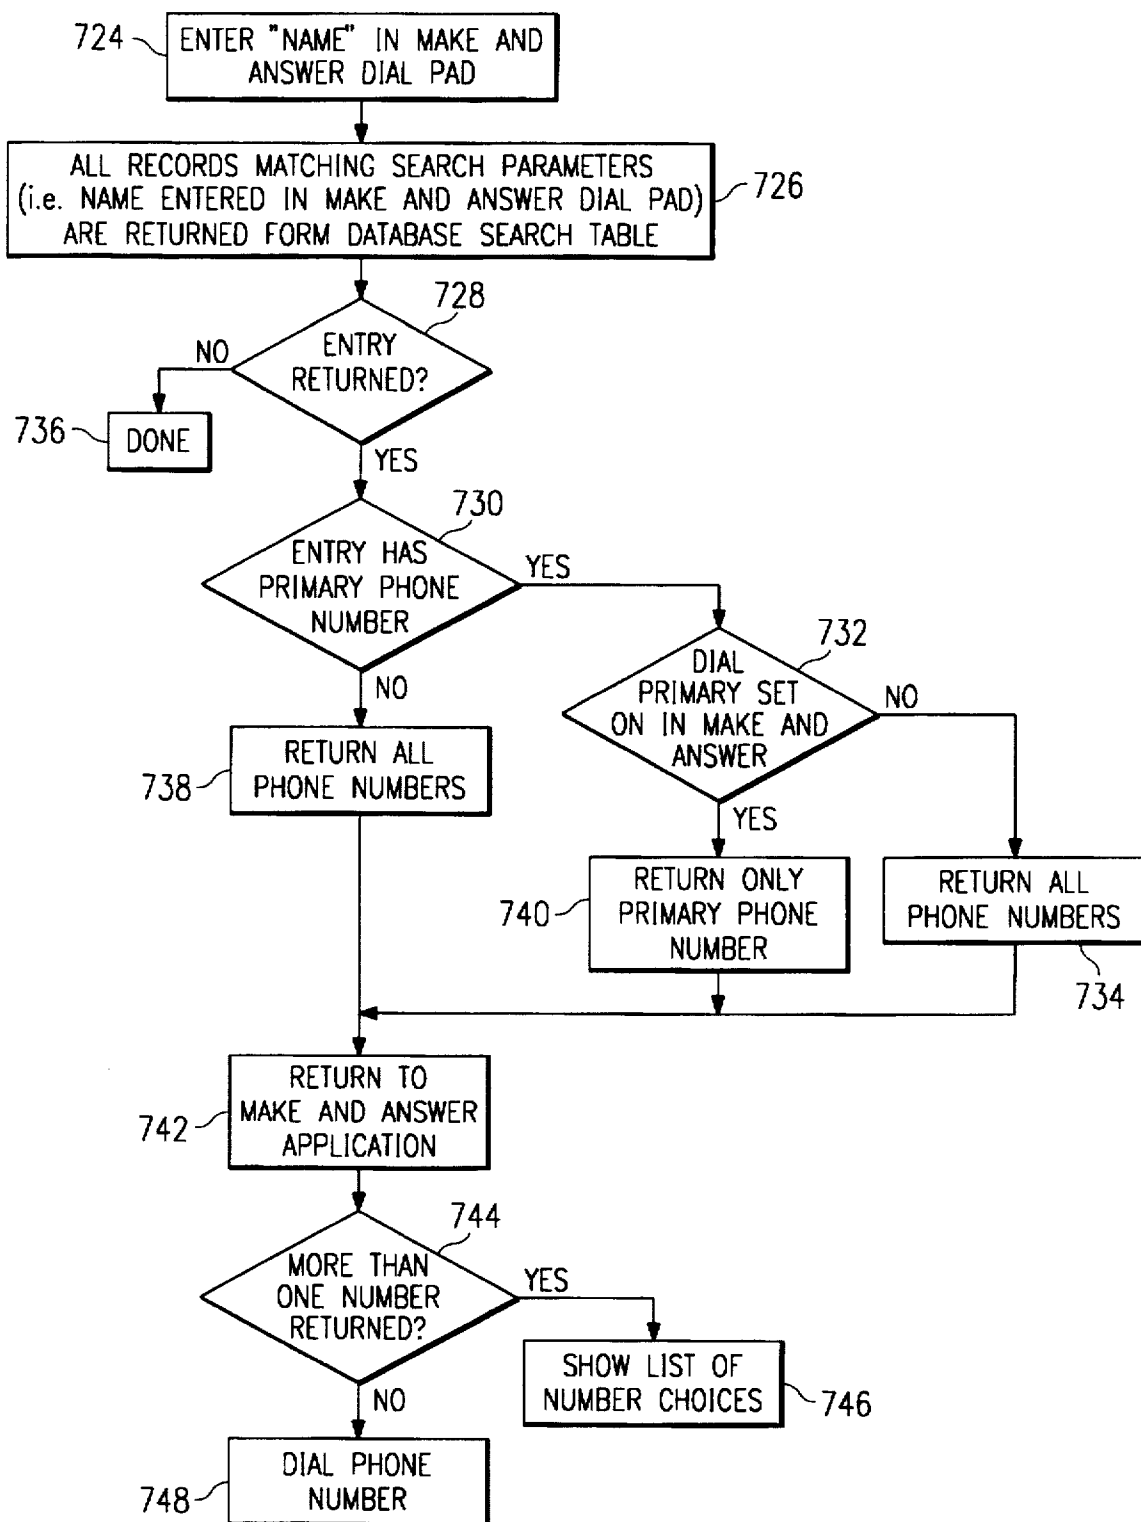 724
ENTER "NAME" IN MAKE AND
ANSWER DIAL PAD
ALL RECORDS MATCHING SEARCH PARAMETERS
(i.e. NAME ENTERED IN MAKE AND ANSWER DIAL PAD)
ARE RETURNED FORM DATABASE SEARCH TABLE
726
728
ENTRY
RETURNED?
NO
736
DONE
YES
730
ENTRY HAS
PRIMARY PHONE
NUMBER
YES
732
DIAL
PRIMARY SET
ON IN MAKE AND
ANSWER
NO
NO
738
RETURN ALL
PHONE NUMBERS
YES
740
RETURN ONLY
PRIMARY PHONE
NUMBER
RETURN ALL
PHONE NUMBERS
734
742
RETURN TO
MAKE AND ANSWER
APPLICATION
744
MORE THAN
ONE NUMBER
RETURNED?
YES
SHOW LIST OF
NUMBER CHOICES
746
NO
748
DIAL PHONE
NUMBER